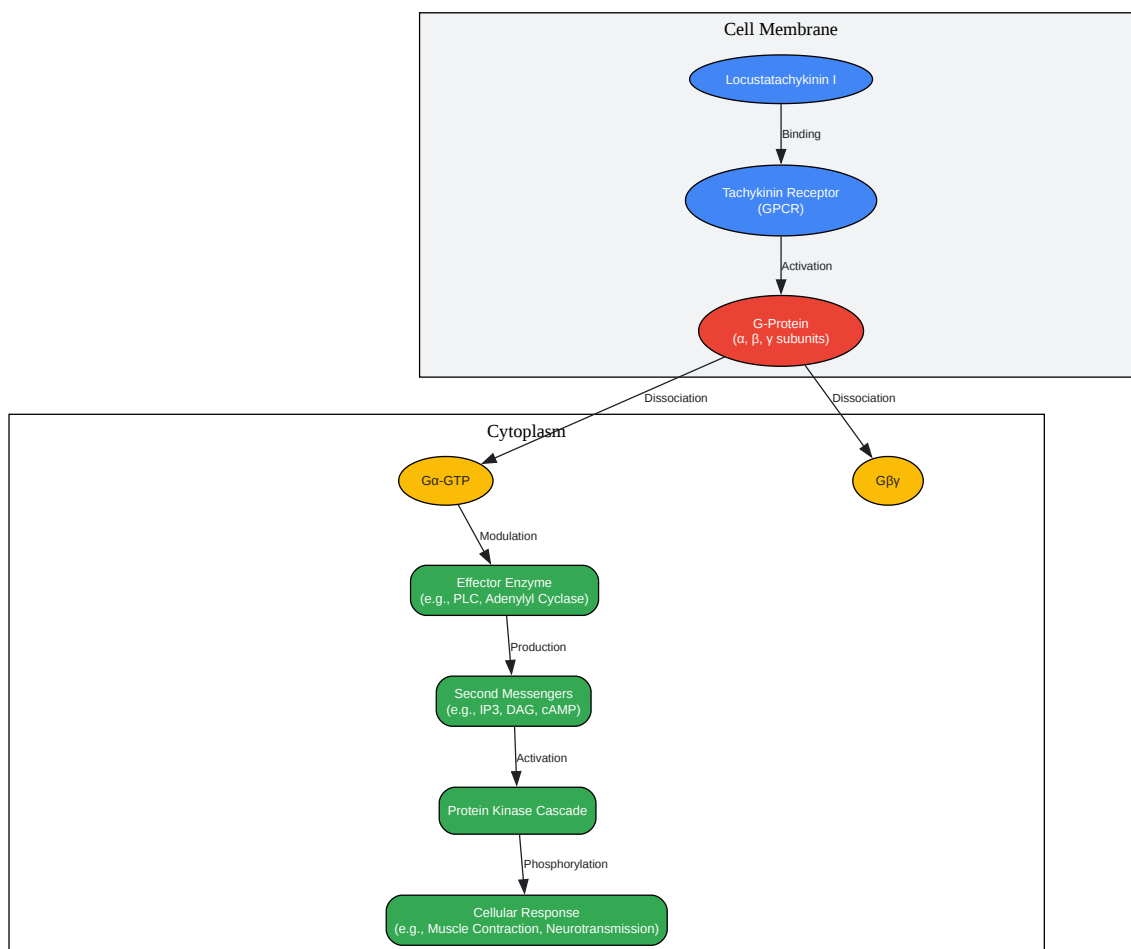 Cell Membrane
Locustatachykinin I
Binding
Tachykinin Receptor
(GPCR)
Activation
G-Protein
(α, β, γ subunits)
Dissociation
Dissociation
Cytoplasm
Gα-GTP
Gβγ
Modulation
Effector Enzyme
(e.g., PLC, Adenylyl Cyclase)
Production
Second Messengers
(e.g., IP3, DAG, cAMP)
Activation
Protein Kinase Cascade
Phosphorylation
Cellular Response
(e.g., Muscle Contraction, Neurotransmission)